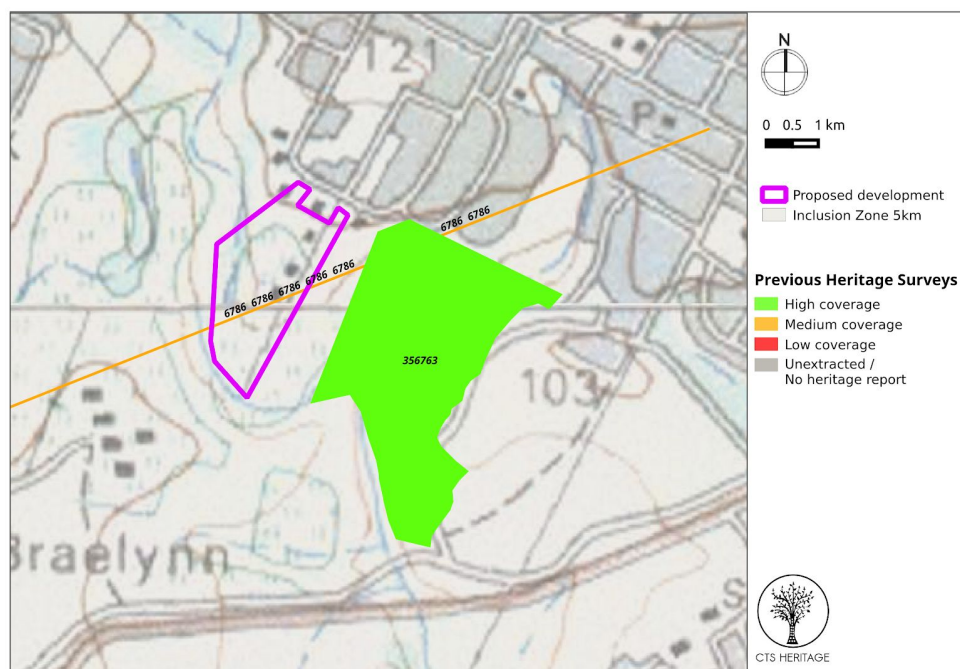 121
P
6786 6786
6786 6786 6786 6786 6786
356763
103
Braelynn
S
N
0 0.5 1 km
Proposed development
Inclusion Zone 5km
Previous Heritage Surveys
High coverage
Medium coverage
Low coverage
Unextracted /
No heritage report
CTS HERITAGE